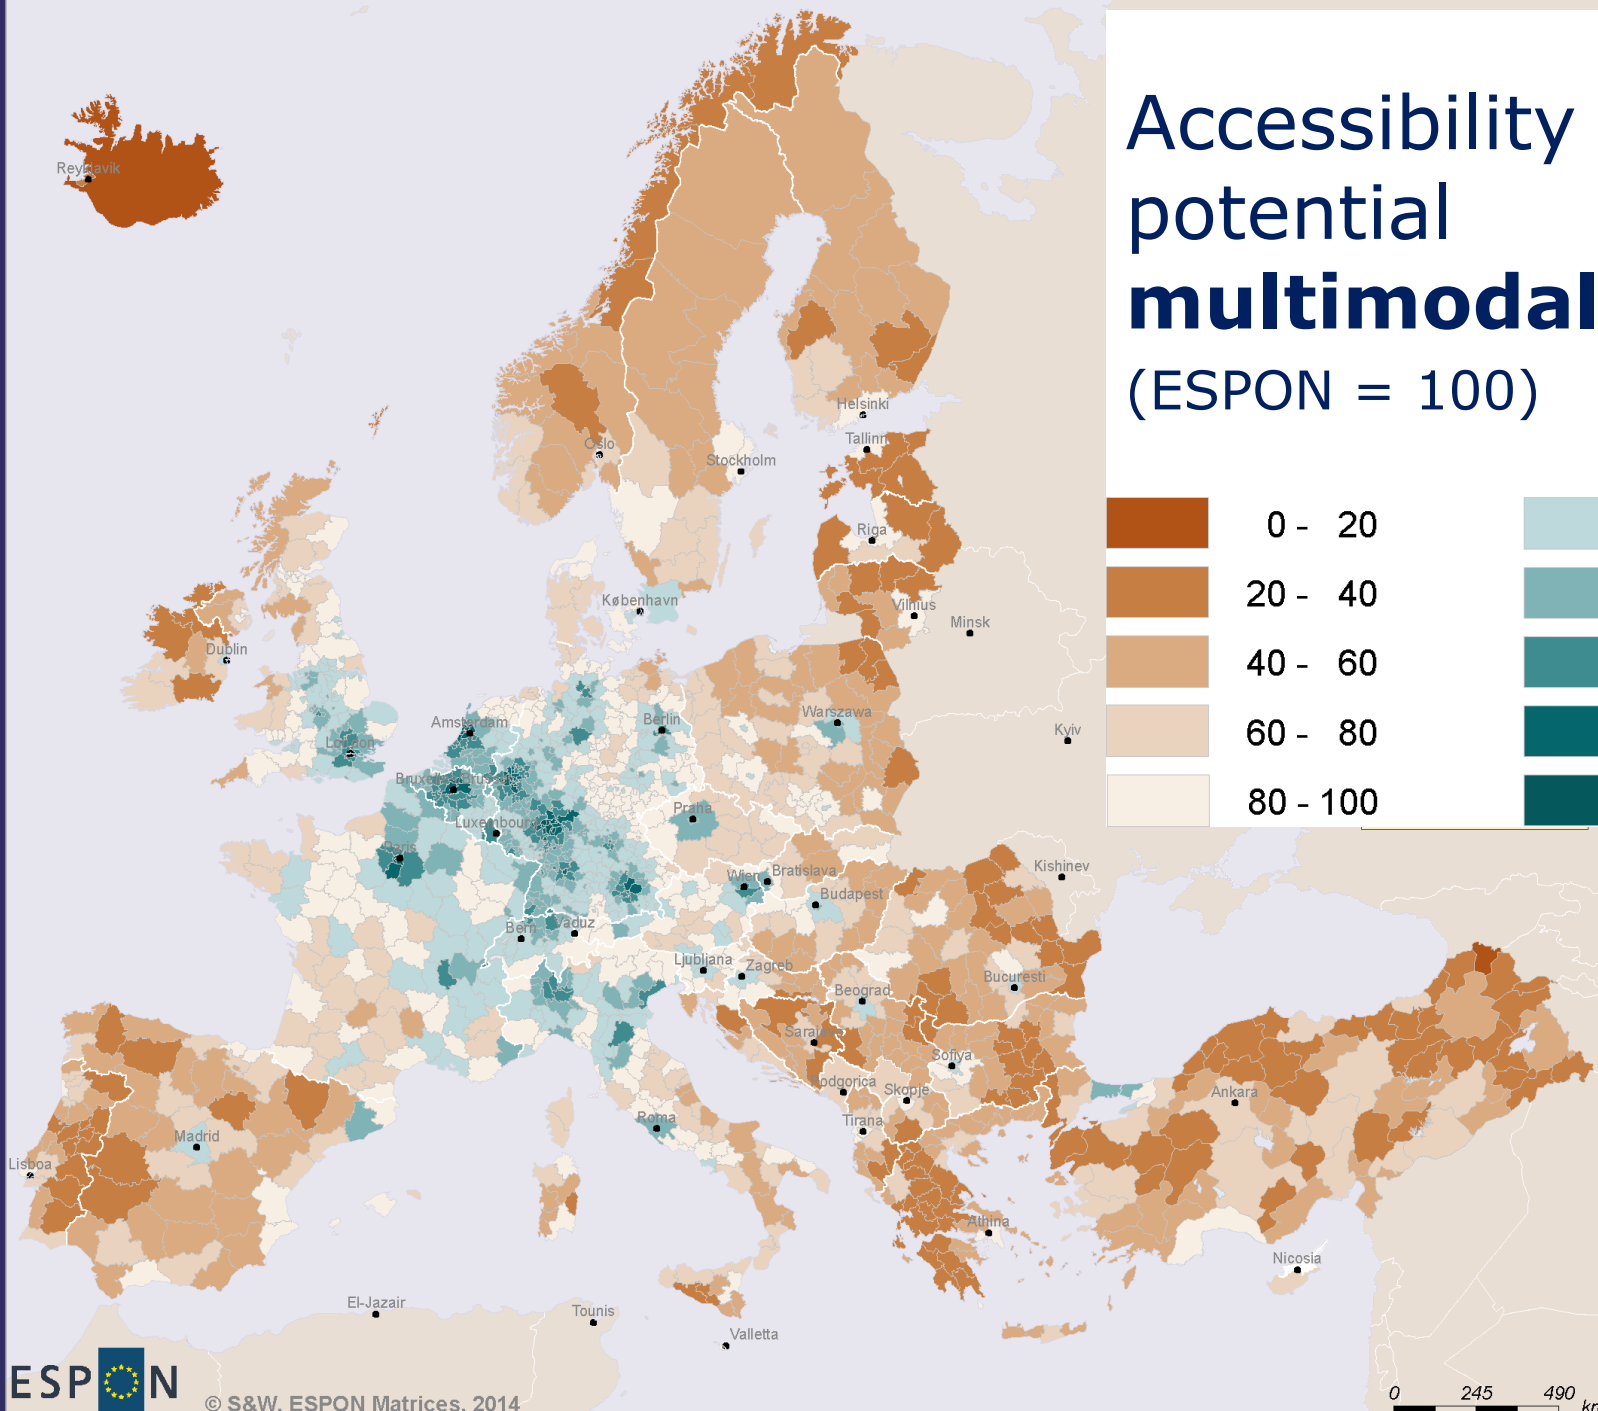 Accessibility
potential
multimodal
(ESPON = 100)
0 - 20
20 - 40
40 - 60
60 - 80
80 - 100
Reykjavik
Helsinki
Oslo
Tallinn
Stockholm
Riga
København
Vilnius
Minsk
Dublin
Amsterdam
Berlin
Warszawa
London
Kyiv
Praha
Luxembourg
Paris
Wien
Bratislava
Kishinev
Budapest
Bern
Vaduz
Ljubljana
Zagreb
Bucuresti
Beograd
Sarajevo
Sofiya
Podgorica
Skopje
Ankara
Roma
Tirana
Madrid
Lisboa
Athina
Nicosia
El-Jazair
Tounis
Valletta
ESPON
© S&W, ESPON Matrices, 2014
0 245 490